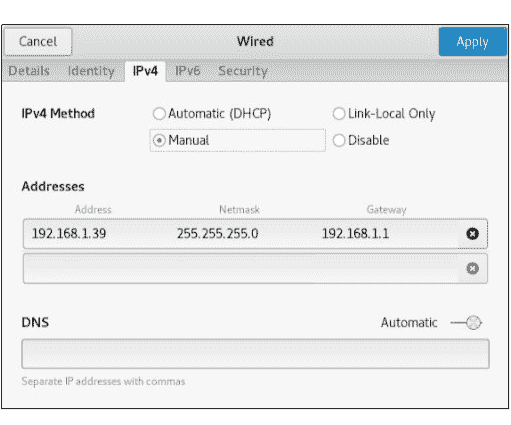 Cancel Wired Apply
Details Identity IPv4 IPv6 Security
IPv4 Method Automatic (DHCP) Link-Local Only
Manual Disable
Addresses
Address Netmask Gateway
192.168.1.39 255.255.255.0 192.168.1.1
DNS Automatic
Separate IP addresses with commas